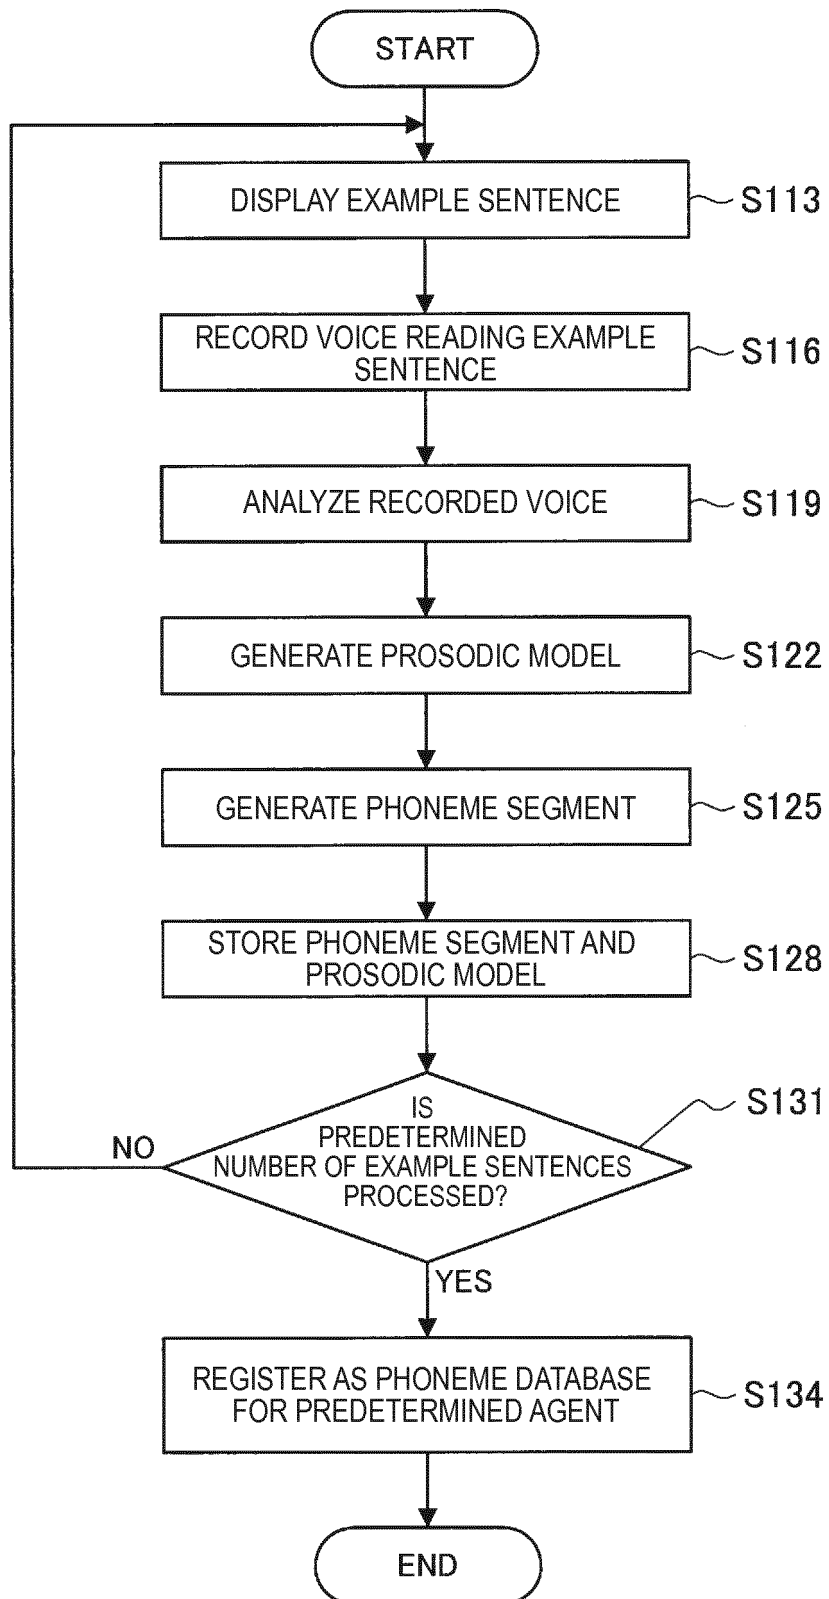 START
DISPLAY EXAMPLE SENTENCE
S113
RECORD VOICE READING EXAMPLE
SENTENCE
S116
ANALYZE RECORDED VOICE
S119
GENERATE PROSODIC MODEL
S122
GENERATE PHONEME SEGMENT
S125
STORE PHONEME SEGMENT AND
PROSODIC MODEL
S128
IS
PREDETERMINED
NUMBER OF EXAMPLE SENTENCES
PROCESSED?
S131
NO
YES
REGISTER AS PHONEME DATABASE
FOR PREDETERMINED AGENT
S134
END